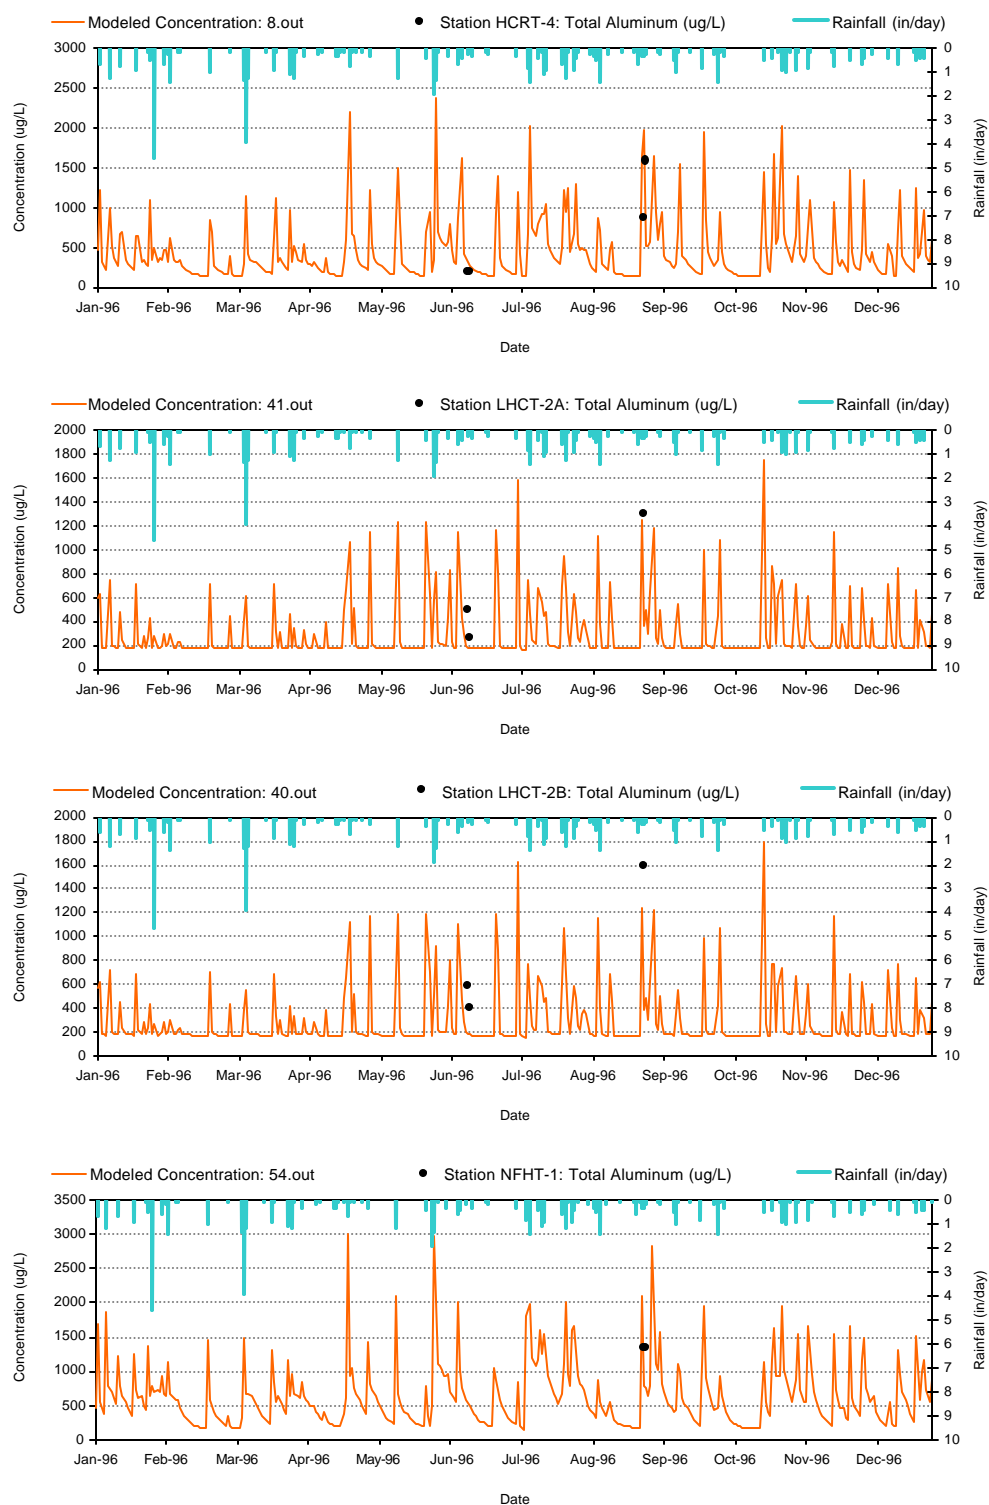 Modeled Concentration: 8.out Station HCRT-4: Total Aluminum (ug/L) Rainfall (in/day)
3000 0
2500 1
2000 2
1500 3
1000 4
500 5
0 6
7
8
9
10
Concentration (ug/L)
Rainfall (in/day)
Jan-96 Feb-96 Mar-96 Apr-96 May-96 Jun-96 Jul-96 Aug-96 Sep-96 Oct-96 Nov-96 Dec-96
Date
Modeled Concentration: 41.out Station LHCT-2A: Total Aluminum (ug/L) Rainfall (in/day)
2000 0
1800 1
1600 2
1400 3
1200 4
1000 5
800 6
600 7
400 8
200 9
0 10
Concentration (ug/L)
Rainfall (in/day)
Jan-96 Feb-96 Mar-96 Apr-96 May-96 Jun-96 Jul-96 Aug-96 Sep-96 Oct-96 Nov-96 Dec-96
Date
Modeled Concentration: 40.out Station LHCT-2B: Total Aluminum (ug/L) Rainfall (in/day)
2000 0
1800 1
1600 2
1400 3
1200 4
1000 5
800 6
600 7
400 8
200 9
0 10
Concentration (ug/L)
Rainfall (in/day)
Jan-96 Feb-96 Mar-96 Apr-96 May-96 Jun-96 Jul-96 Aug-96 Sep-96 Oct-96 Nov-96 Dec-96
Date
Modeled Concentration: 54.out Station NFHT-1: Total Aluminum (ug/L) Rainfall (in/day)
3500 0
3000 1
2500 2
2000 3
1500 4
1000 5
500 6
0 7
8
9
10
Concentration (ug/L)
Rainfall (in/day)
Jan-96 Feb-96 Mar-96 Apr-96 May-96 Jun-96 Jul-96 Aug-96 Sep-96 Oct-96 Nov-96 Dec-96
Date